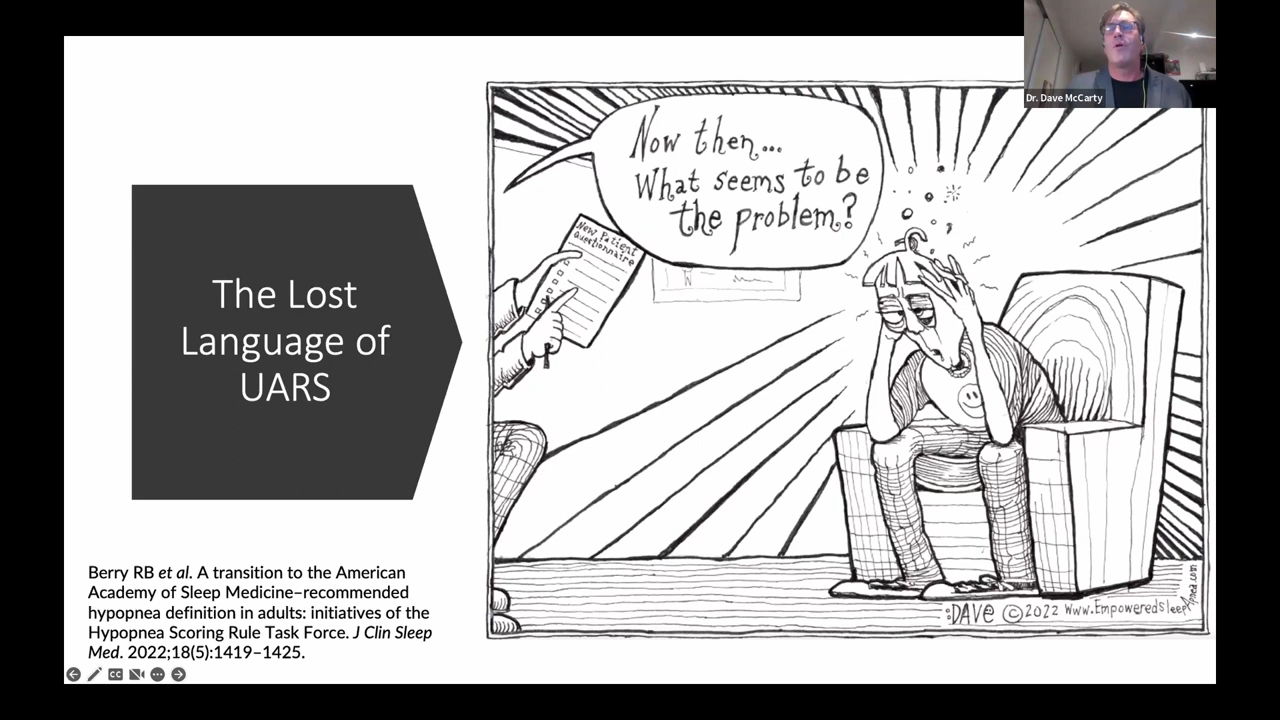 Dr. Dave McCarty
Now then...
What seems to be
the problem?
New Patient
Questionnaire
The Lost
Language of
UARS
Berry RB et al. A transition to the American
Academy of Sleep Medicine–recommended
hypopnea definition in adults: initiatives of the
Hypopnea Scoring Rule Task Force. J Clin Sleep
Med. 2022;18(5):1419–1425.
:DAVE ©2022 www.EmpoweredSleepApnea.com
CC